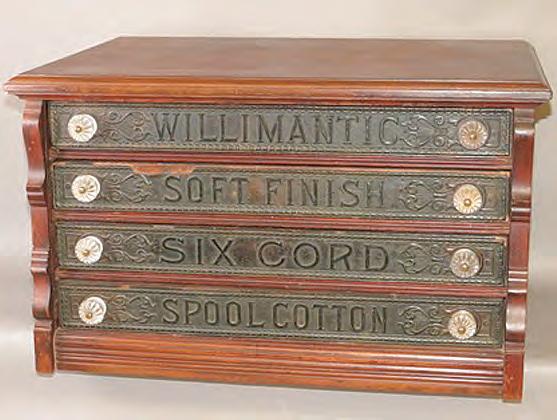 WILLIMANTIC
SOFT FINISH
SIX CORD
SPOOL COTTON